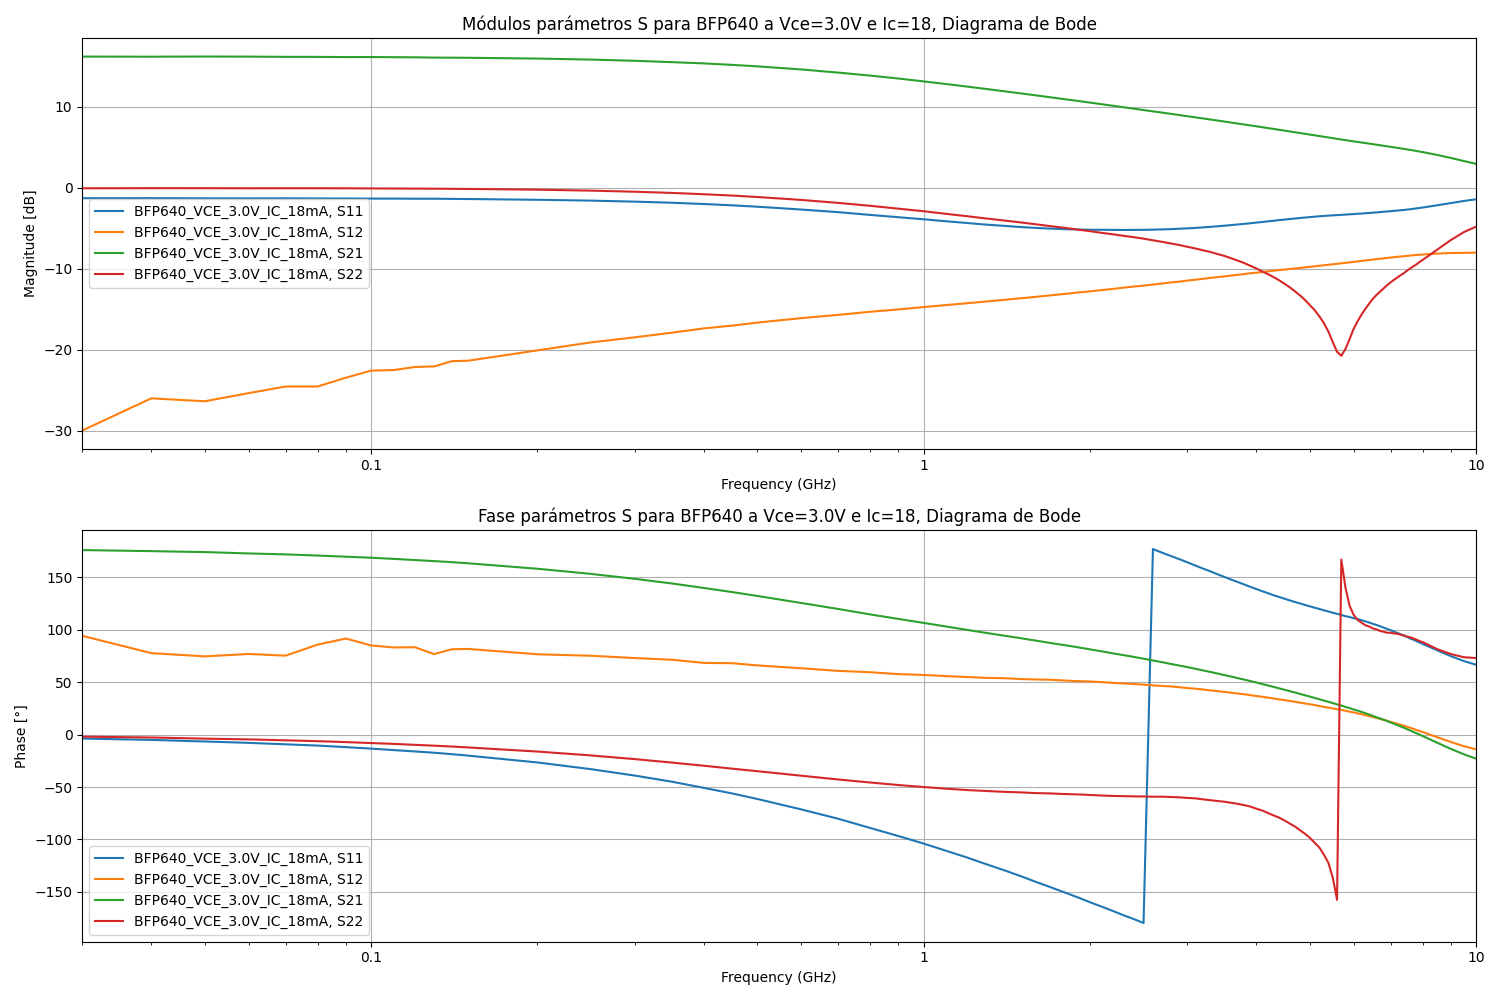 Módulos parámetros S para BFP640 a Vce=3.0V e Ic=18, Diagrama de Bode
Magnitude [dB]
10
0
−10
−20
−30
BFP640_VCE_3.0V_IC_18mA, S11
BFP640_VCE_3.0V_IC_18mA, S12
BFP640_VCE_3.0V_IC_18mA, S21
BFP640_VCE_3.0V_IC_18mA, S22
0.1 1 10
Frequency (GHz)
Fase parámetros S para BFP640 a Vce=3.0V e Ic=18, Diagrama de Bode
Phase [°]
150
100
50
0
−50
−100
−150
BFP640_VCE_3.0V_IC_18mA, S11
BFP640_VCE_3.0V_IC_18mA, S12
BFP640_VCE_3.0V_IC_18mA, S21
BFP640_VCE_3.0V_IC_18mA, S22
0.1 1 10
Frequency (GHz)